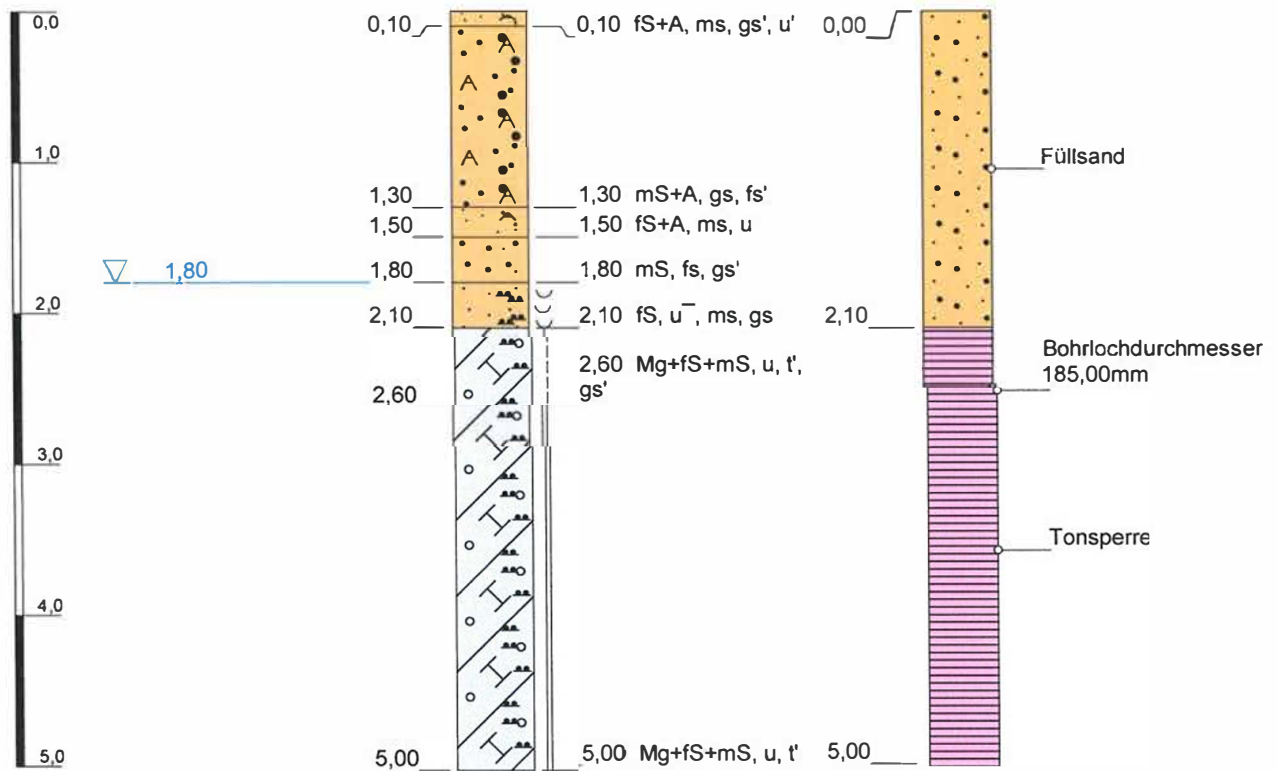 0,0
1,0
2,0
3,0
4,0
5,0
1,80
0,10
0,10 fS+A, ms, gs', u'
1,30
1,30 mS+A, gs, fs'
1,50
1,50 fS+A, ms, u
1,80
1,80 mS, fs, gs'
2,10
2,10 fS, u¯, ms, gs
2,60
2,60 Mg+fS+mS, u, t',
gs'
5,00
5,00 Mg+fS+mS, u, t'
0,00
Füllsand
2,10
Bohrlochdurchmesser
185,00mm
Tonsperre
5,00